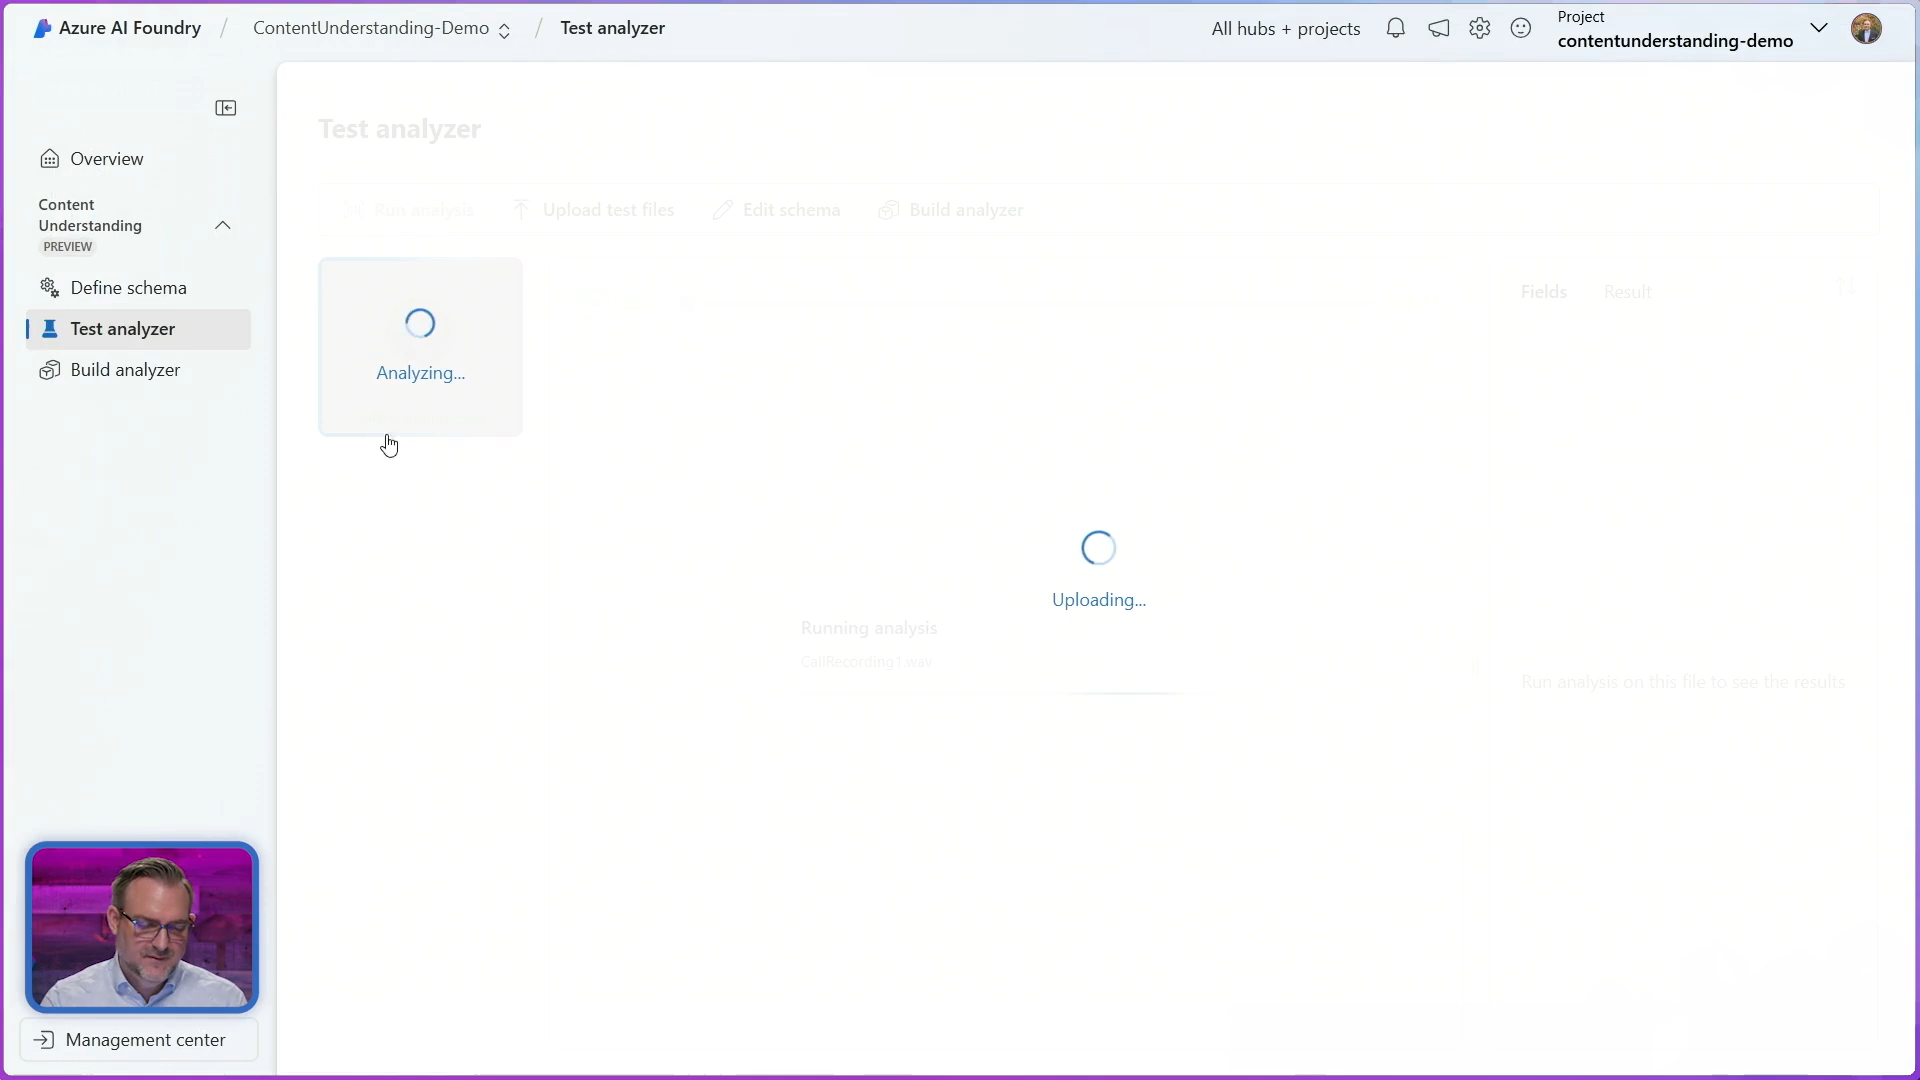 Azure AI Foundry / ContentUnderstanding-Demo / Test analyzer
All hubs + projects
Project
contentunderstanding-demo
Overview
Content
Understanding
PREVIEW
Define schema
Test analyzer
Build analyzer
Management center
Test analyzer
Run analysis
Upload test files
Edit schema
Build analyzer
Analyzing...
Fields
Result
Uploading...
Running analysis
CallRecording1.wav
Run analysis on this file to see the results